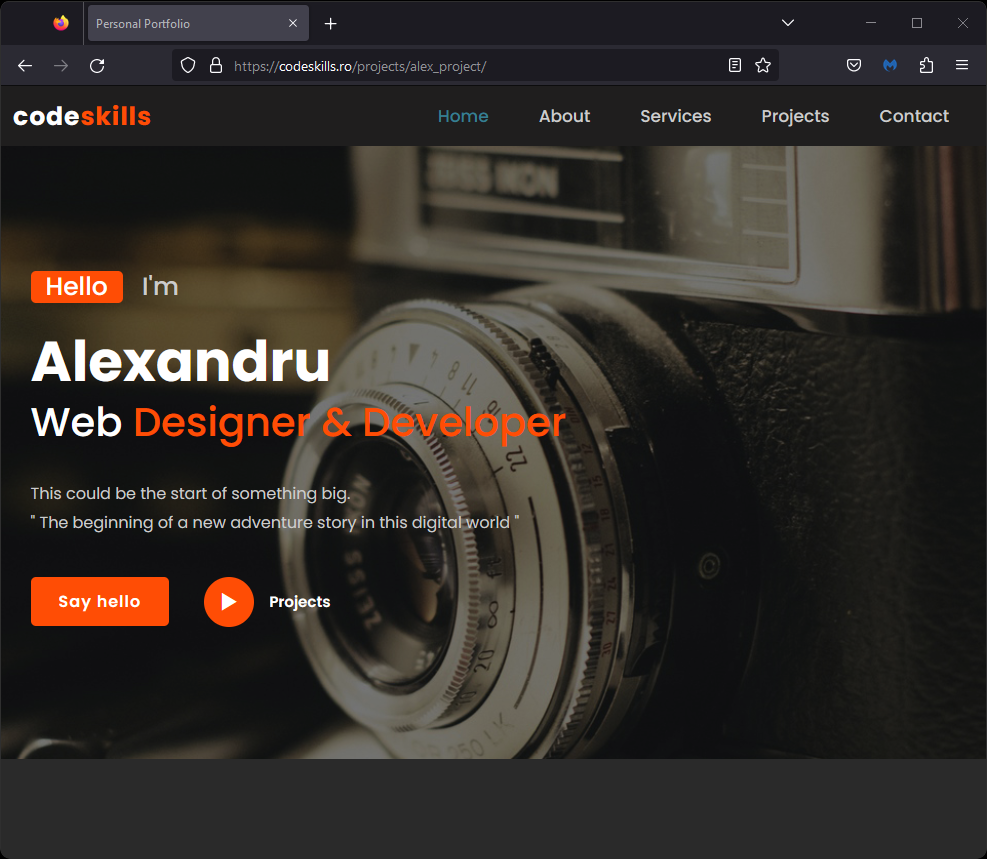 Personal Portfolio
https://codeskills.ro/projects/alex_project/
codeskills
Home About Services Projects Contact
Hello I'm
Alexandru
Web Designer & Developer
This could be the start of something big.
" The beginning of a new adventure story in this digital world "
Say hello Projects